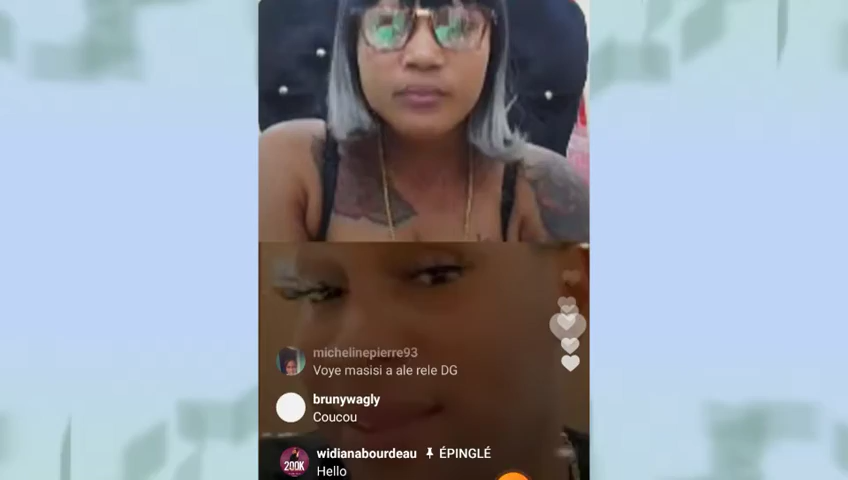 michelinepierre93
Voye masisi a ale rele DG
brunywagly
Coucou
widianabourdeau ÉPINGLÉ
200K
Hello